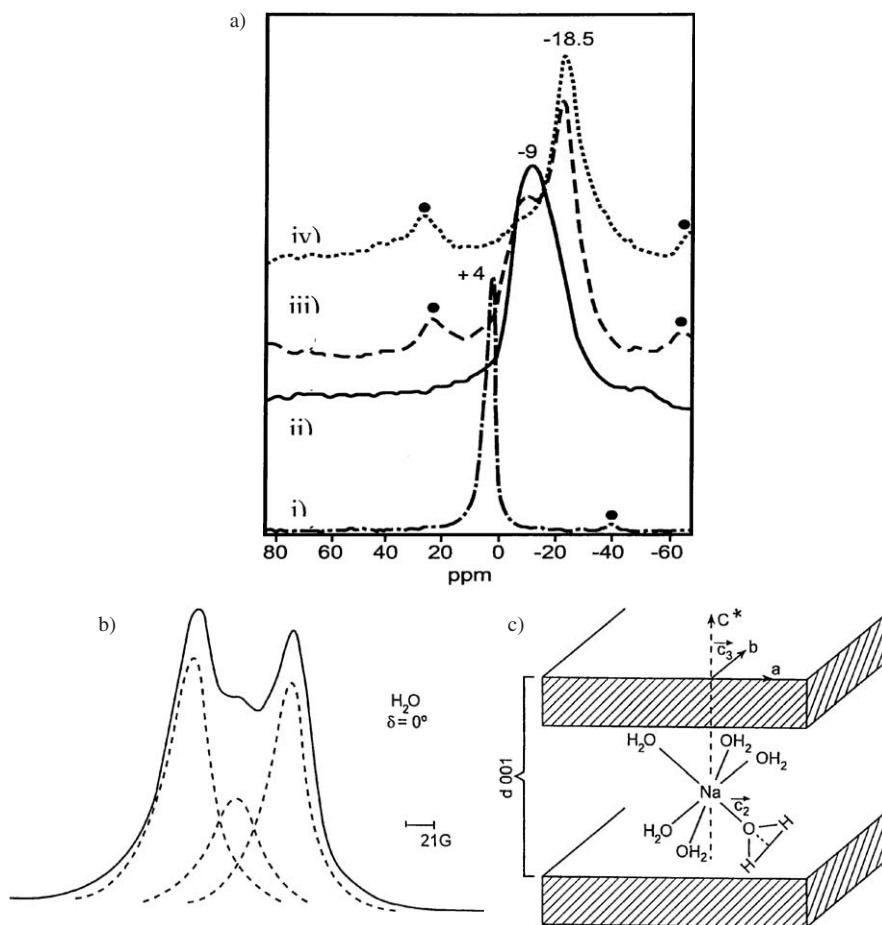 a)
-18.5
-9
iv)
+4
iii)
ii)
i)
80 60 40 20 0 -20 -40 -60
ppm
b)
H₂O
δ = 0º
21G
c)
C*
c₃
b
a
d 001
H₂O OH₂
OH₂
Na
c₂
H₂O O H
OH₂ H